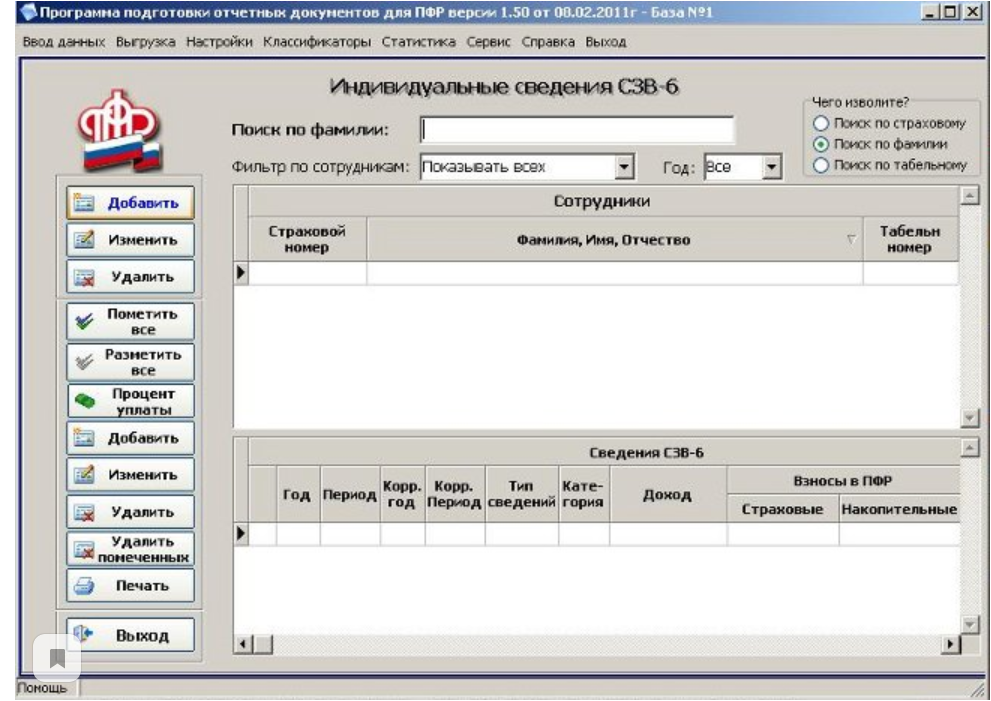 Программа подготовки отчетных документов для ПФР версии 1.50 от 08.02.2011г - База №1
Ввод данных Выгрузка Настройки Классификаторы Статистика Сервис Справка Выход
Индивидуальные сведения СЗВ-6
Чего изволите?
Поиск по фамилии:
Поиск по страховому
Поиск по фамилии
Поиск по табельному
Фильтр по сотрудникам: Показывать всех Год: Все
Добавить
Изменить
Удалить
Пометить
все
Разметить
все
Процент
уплаты
Добавить
Изменить
Удалить
Удалить
помеченных
Печать
Выход
Сотрудники
Страховой
номер
Фамилия, Имя, Отчество
Табельн
номер
Сведения СЗВ-6
Год
Период
Корр.
год
Корр.
Период
Тип
сведений
Кате-
гория
Доход
Взносы в ПФР
Страховые
Накопительные
Помощь